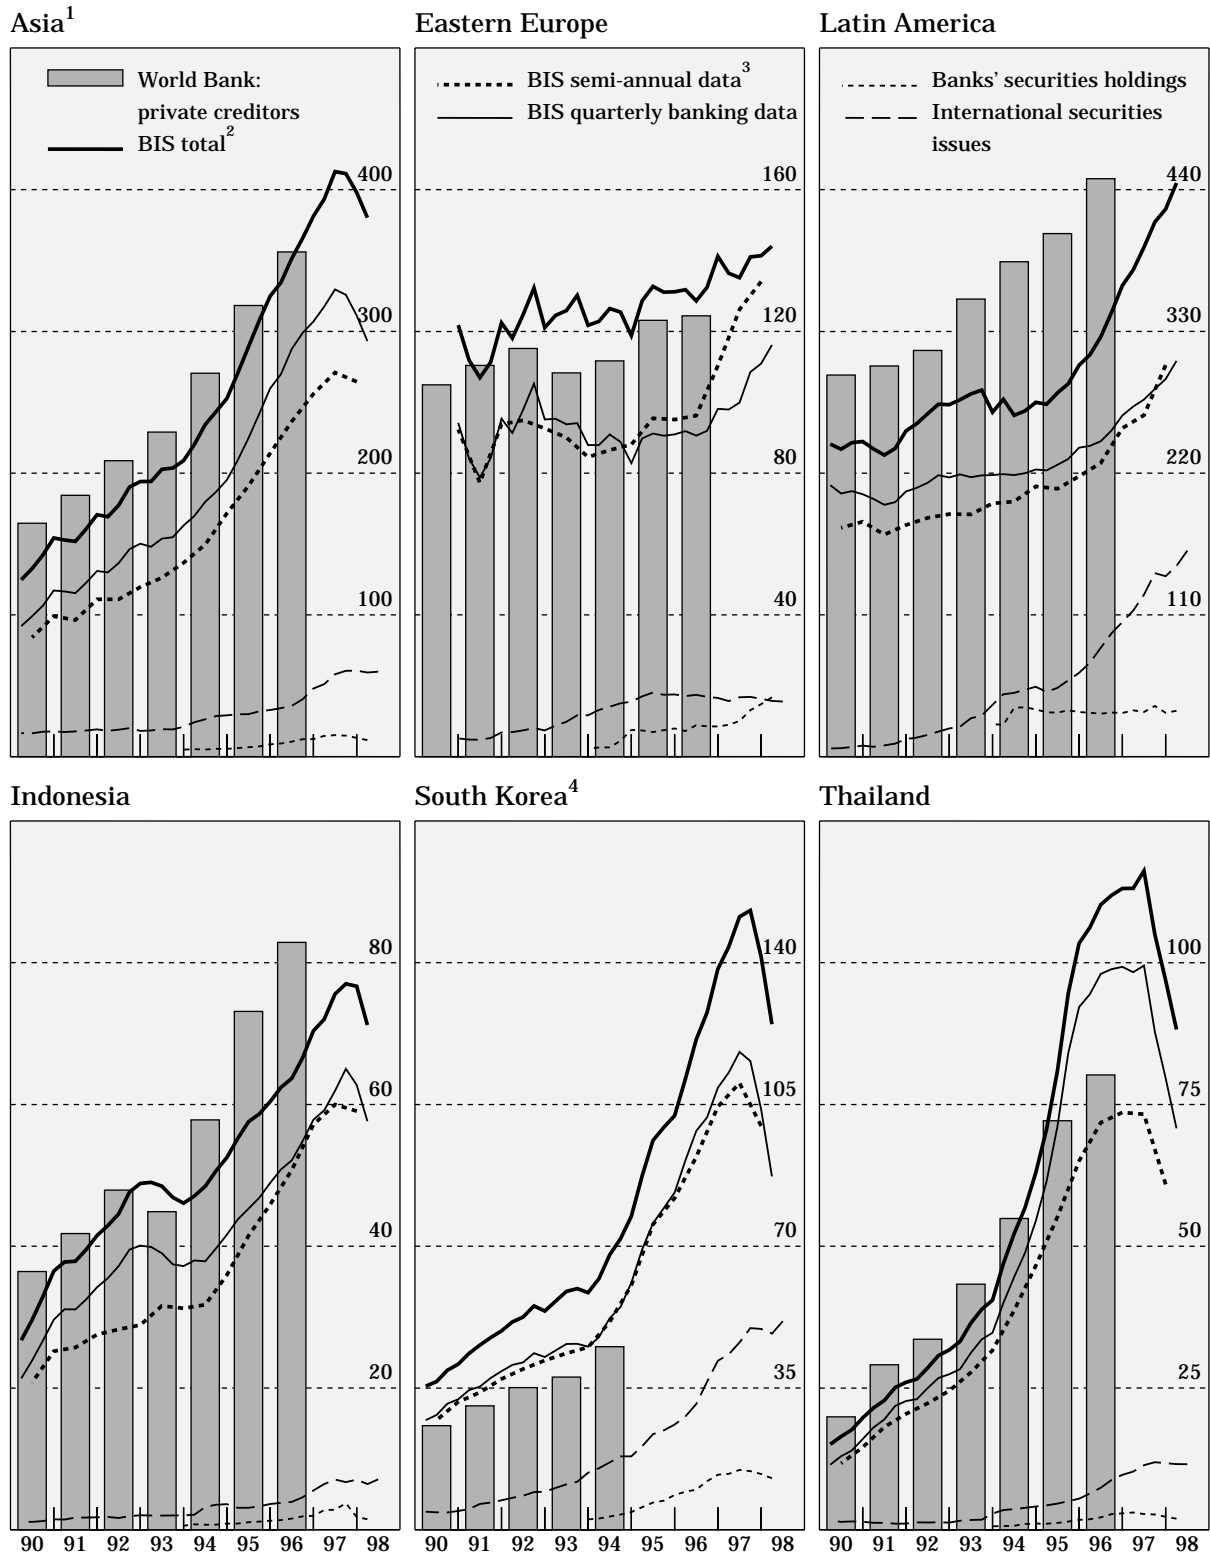 Asia1 Eastern Europe Latin America
World Bank: private creditors
BIS total2
BIS semi-annual data3
BIS quarterly banking data
Banks' securities holdings
International securities issues
400 160 440
300 120 330
200 80 220
100 40 110
Indonesia South Korea4 Thailand
80 140 100
60 105 75
40 70 50
20 35 25
90 91 92 93 94 95 96 97 98 90 91 92 93 94 95 96 97 98 90 91 92 93 94 95 96 97 98